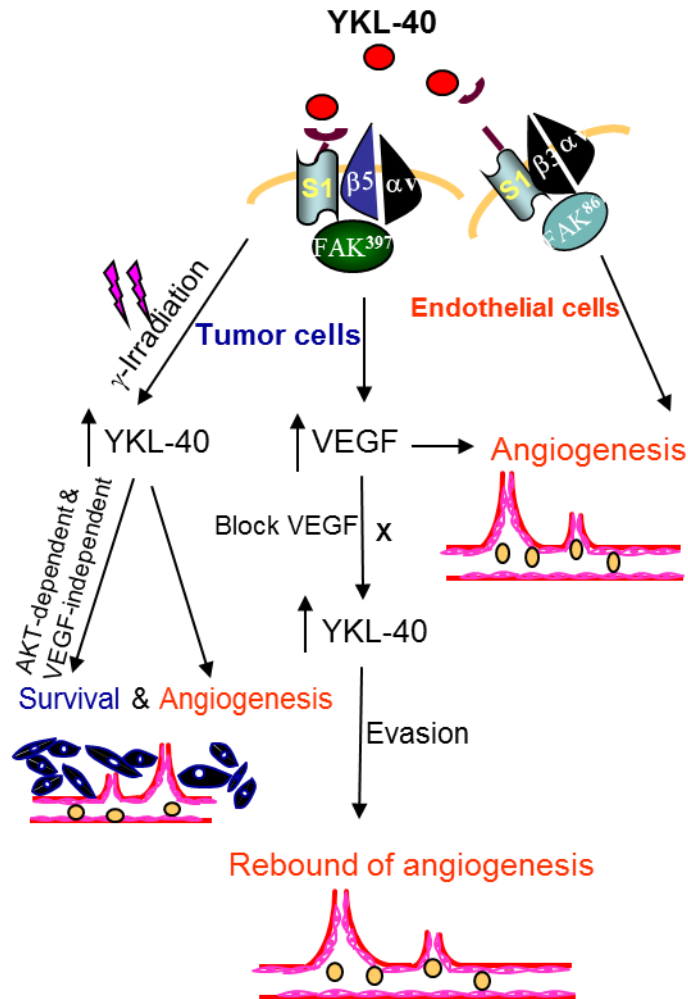 YKL-40
S1
β5
αv
FAK³⁹⁷
S1
β3
α
FAK⁸⁶
γ-Irradiation
Tumor cells
Endothelial cells
YKL-40
VEGF
Angiogenesis
AKT-dependent &
VEGF-independent
Block VEGF
x
YKL-40
Survival & Angiogenesis
Evasion
Rebound of angiogenesis